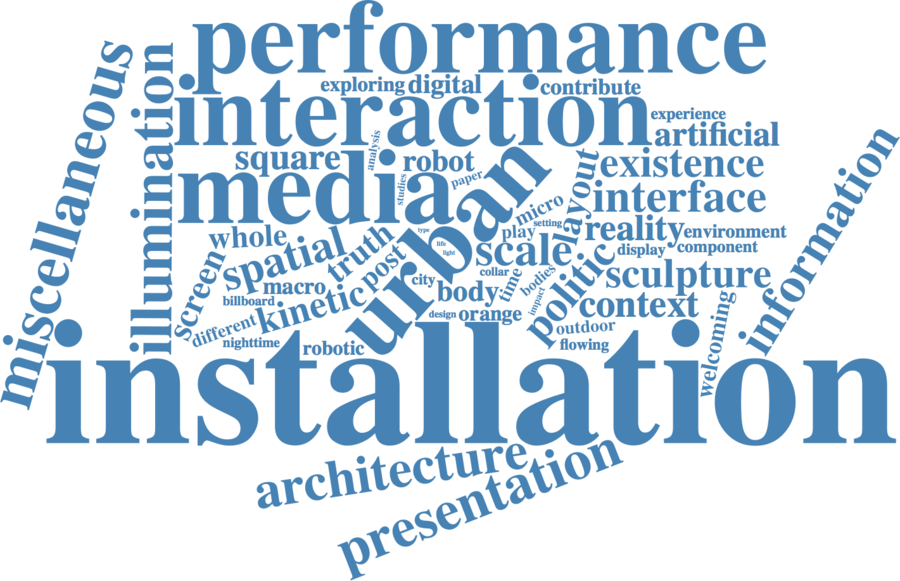 performance
exploring digital
contribute
interaction
miscellaneous
illumination
experience
artificial
analysis
square
robot
existence
information
media
studies
paper
urban
layout
interface
micro
setting
play
reality
environment
whole
truth
type
life
light
scale
display
component
spatial
post
politic
sculpture
screen
macro
city
collar
time
bodies
body
impact
context
billboard
kinetic
different
design
orange
outdoor
welcoming
nighttime
robotic
flowing
installation
architecture
presentation